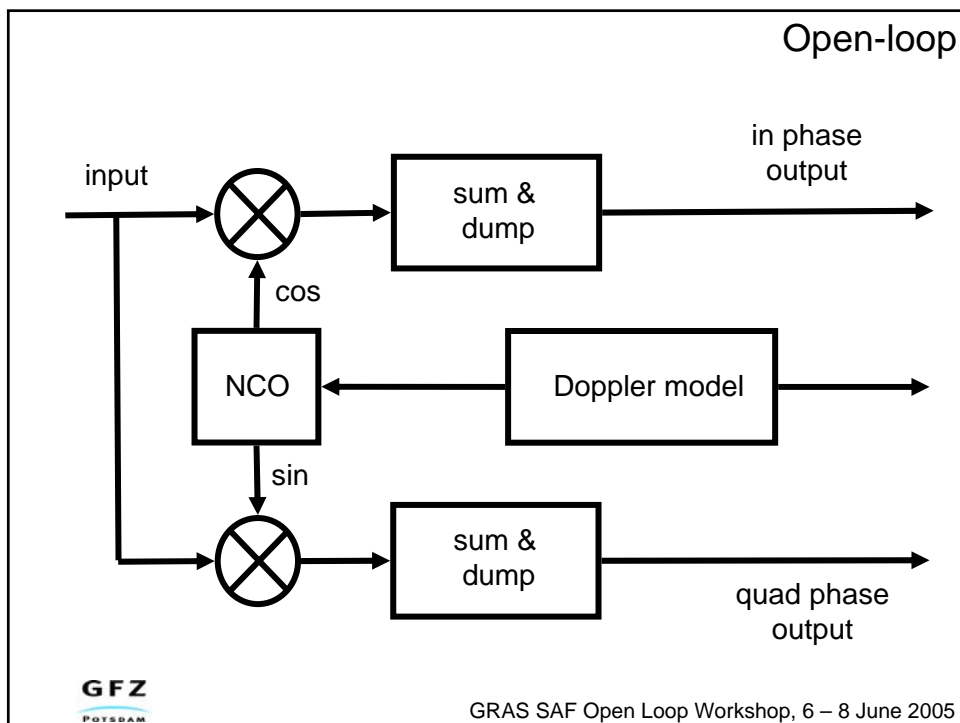 Open-loop
in phase
output
input
sum &
dump
cos
NCO
Doppler model
sin
sum &
dump
quad phase
output
GFZ
POTSDAM
GRAS SAF Open Loop Workshop, 6 – 8 June 2005